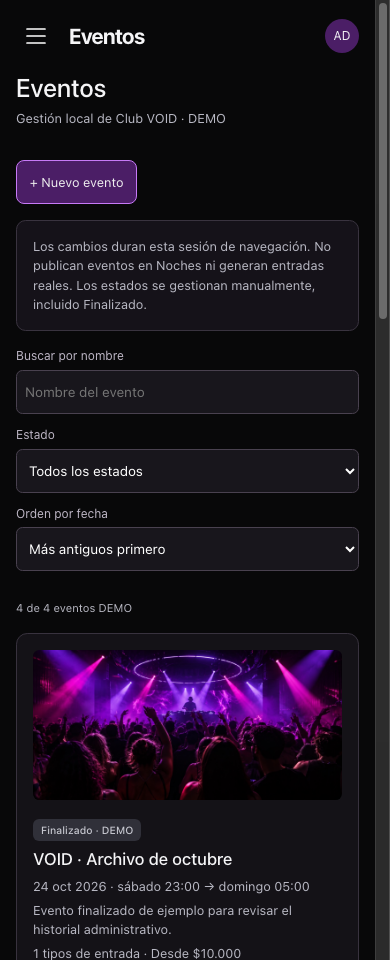 Eventos
AD
Eventos
Gestión local de Club VOID · DEMO
+ Nuevo evento
Los cambios duran esta sesión de navegación. No
publican eventos en Noches ni generan entradas
reales. Los estados se gestionan manualmente,
incluido Finalizado.
Buscar por nombre
Nombre del evento
Estado
Todos los estados
Orden por fecha
Más antiguos primero
4 de 4 eventos DEMO
Finalizado · DEMO
VOID · Archivo de octubre
24 oct 2026 · sábado 23:00 → domingo 05:00
Evento finalizado de ejemplo para revisar el
historial administrativo.
1 tipos de entrada · Desde $10.000